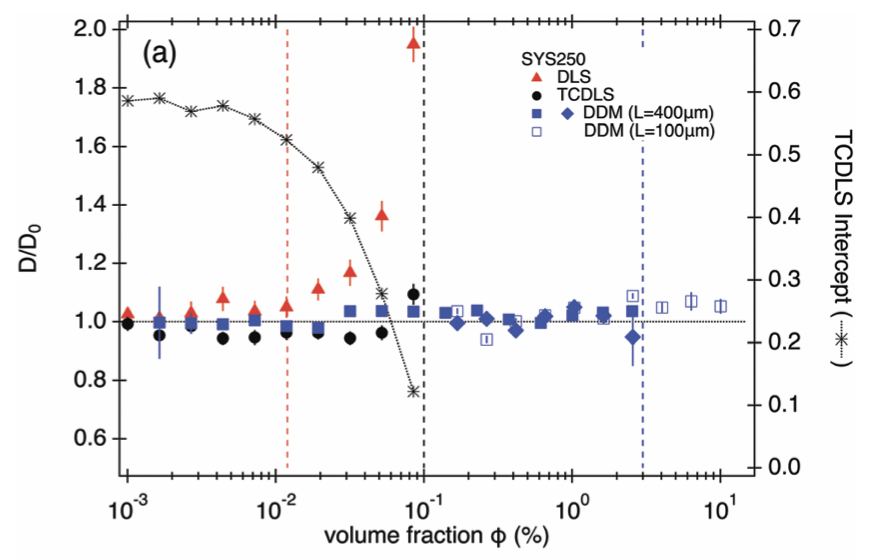 (a)
SYS250
DLS
TCDLS
DDM (L=400μm)
DDM (L=100μm)
D/D₀
2.0
1.8
1.6
1.4
1.2
1.0
0.8
0.6
0.7
0.6
0.5
0.4
0.3
0.2
0.1
0.0
TCDLS Intercept ( )
10⁻³
10⁻²
10⁻¹
10⁰
10¹
volume fraction ϕ (%)